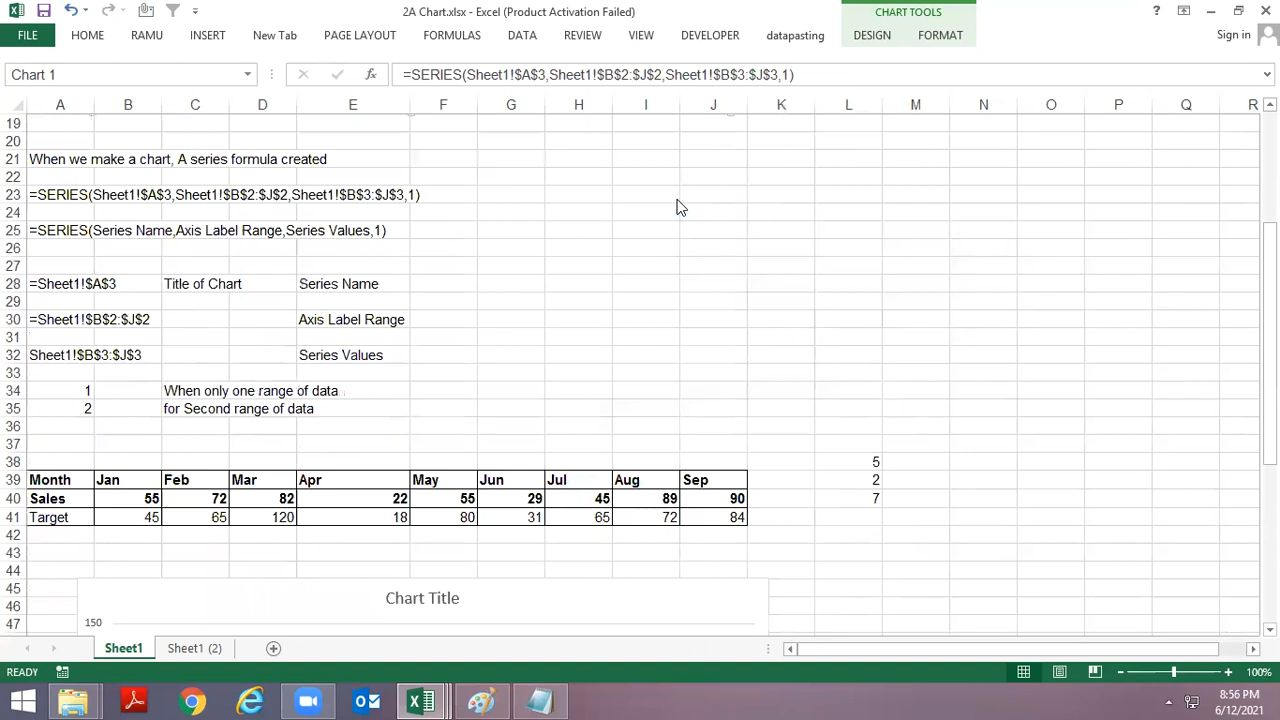 2A Chart.xlsx - Excel (Product Activation Failed)
CHART TOOLS
?
FILE HOME RAMU INSERT New Tab PAGE LAYOUT FORMULAS DATA REVIEW VIEW DEVELOPER datapasting DESIGN FORMAT Sign in
Chart 1 fx =SERIES(Sheet1!$A$3,Sheet1!$B$2:$J$2,Sheet1!$B$3:$J$3,1)
A B C D E F G H I J K L M N O P Q R
19
20
21 When we make a chart, A series formula created
22
23 =SERIES(Sheet1!$A$3,Sheet1!$B$2:$J$2,Sheet1!$B$3:$J$3,1)
24
25 =SERIES(Series Name,Axis Label Range,Series Values,1)
26
27
28 =Sheet1!$A$3 Title of Chart Series Name
29
30 =Sheet1!$B$2:$J$2 Axis Label Range
31
32 Sheet1!$B$3:$J$3 Series Values
33
34 1 When only one range of data
35 2 for Second range of data
36
37
38 5
39 Month Jan Feb Mar Apr May Jun Jul Aug Sep 2
40 Sales 55 72 82 22 55 29 45 89 90 7
41 Target 45 65 120 18 80 31 65 72 84
42
43
44
45
46 Chart Title
47 150
Sheet1 Sheet1 (2)
READY 100%
8:56 PM
6/12/2021